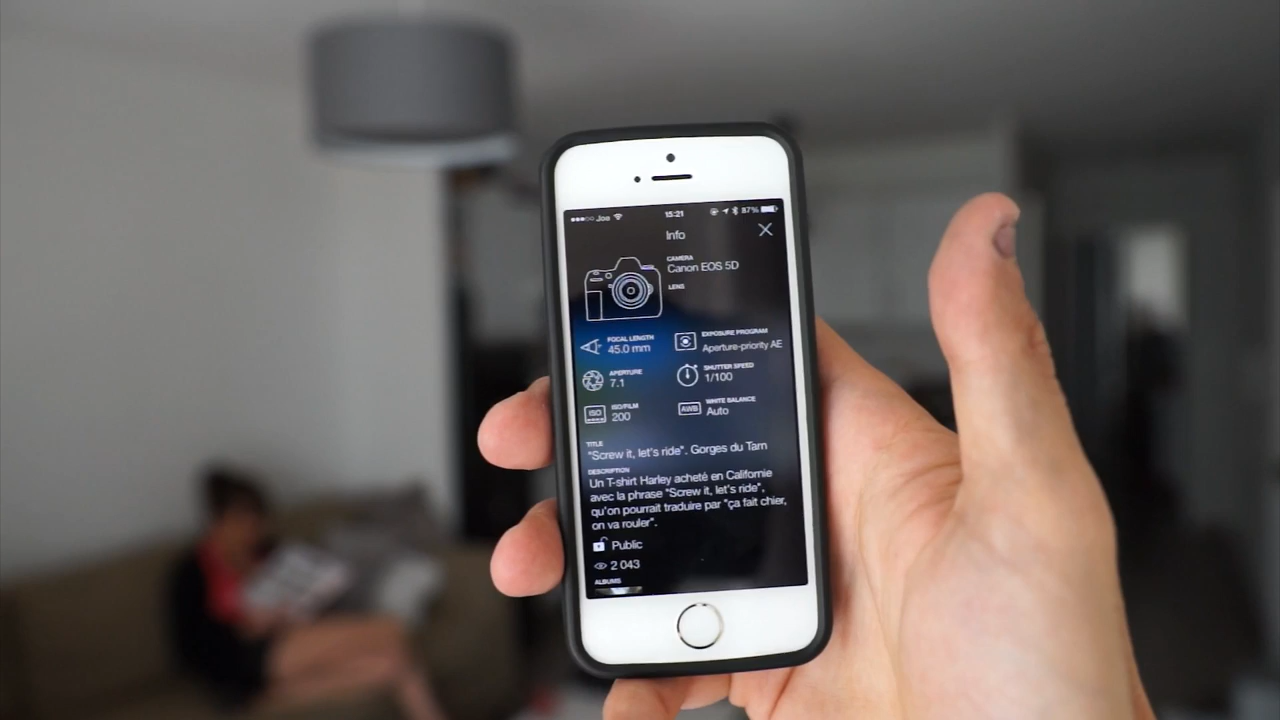 Joa 15:21 87%
Info
CAMERA
Canon EOS 5D
LENS
FOCAL LENGTH
45.0 mm
EXPOSURE PROGRAM
Aperture-priority AE
APERTURE
7.1
SHUTTER SPEED
1/100
ISO
ISO/FILM
200
AWB
WHITE BALANCE
Auto
TITLE
"Screw it, let's ride". Gorges du Tarn
DESCRIPTION
Un T-shirt Harley acheté en Californie
avec la phrase "Screw it, let's ride",
qu'on pourrait traduire par "ça fait chier,
on va rouler".
Public
2 043
ALBUMS